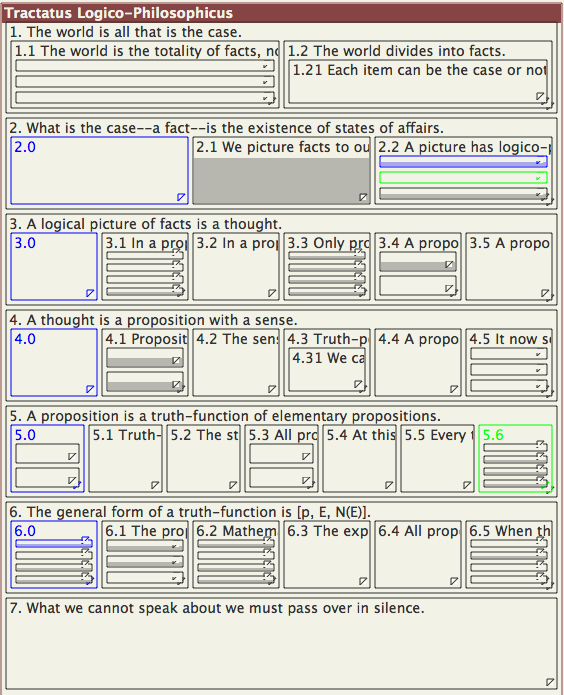 Tractatus Logico-Philosophicus
1. The world is all that is the case.
1.1 The world is the totality of facts, no
1.2 The world divides into facts.
1.21 Each item can be the case or not
2. What is the case--a fact--is the existence of states of affairs.
2.0
2.1 We picture facts to ou
2.2 A picture has logico-p
3. A logical picture of facts is a thought.
3.0
3.1 In a prop
3.2 In a prop
3.3 Only pro
3.4 A propo
3.5 A propo
4. A thought is a proposition with a sense.
4.0
4.1 Proposit
4.2 The sens
4.3 Truth-p
4.31 We ca
4.4 A propo
4.5 It now se
5. A proposition is a truth-function of elementary propositions.
5.0
5.1 Truth-
5.2 The st
5.3 All pro
5.4 At this
5.5 Every t
5.6
6. The general form of a truth-function is [p, E, N(E)].
6.0
6.1 The prop
6.2 Mathem
6.3 The exp
6.4 All prop
6.5 When th
7. What we cannot speak about we must pass over in silence.